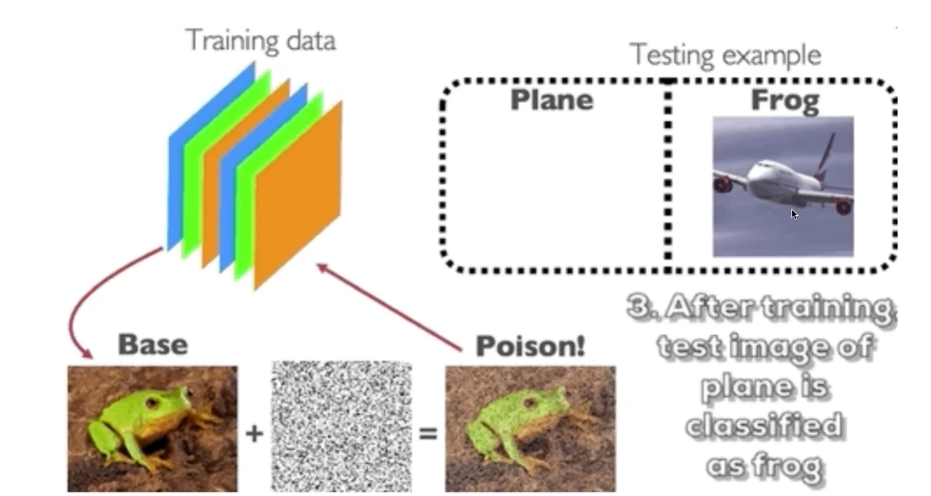 Training data
Testing example
Plane
Frog
Base
+
=
Poison!
3. After training
test image of
plane is
classified
as frog